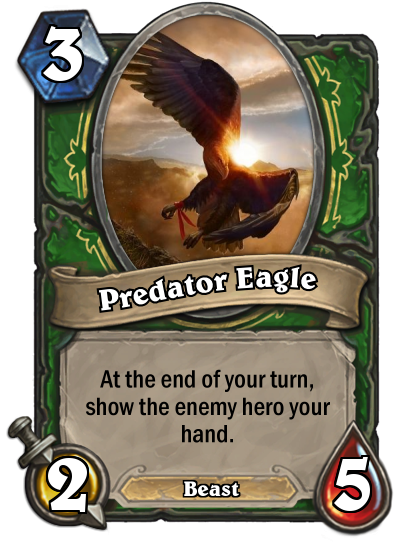 3
Predator Eagle
At the end of your turn,
show the enemy hero your
hand.
2
Beast
5